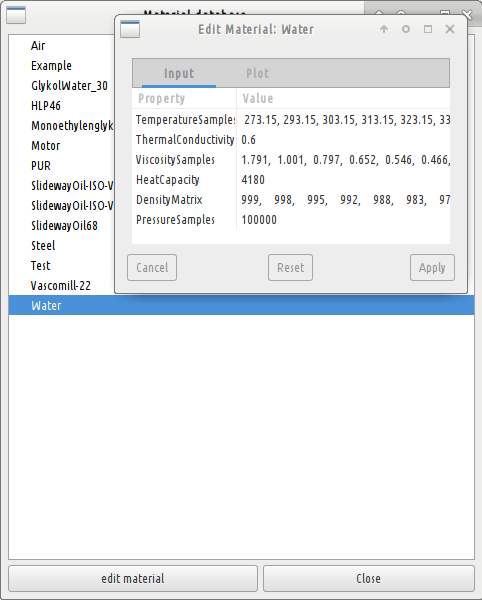 Material database
Edit Material: Water
Air
Example
GlykolWater_30
HLP46
Monoethylenglyk
Motor
PUR
SlidewayOil-ISO-V
SlidewayOil-ISO-V
SlidewayOil68
Steel
Test
Vascomill-22
Water
Input Plot
Property Value
TemperatureSamples 273.15, 293.15, 303.15, 313.15, 323.15, 33
ThermalConductivity 0.6
ViscositySamples 1.791, 1.001, 0.797, 0.652, 0.546, 0.466,
HeatCapacity 4180
DensityMatrix 999, 998, 995, 992, 988, 983, 97
PressureSamples 100000
Cancel Reset Apply
edit material Close